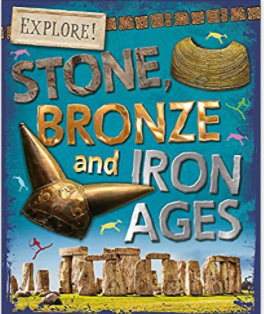 EXPLORE!
STONE,
BRONZE
and IRON
AGES